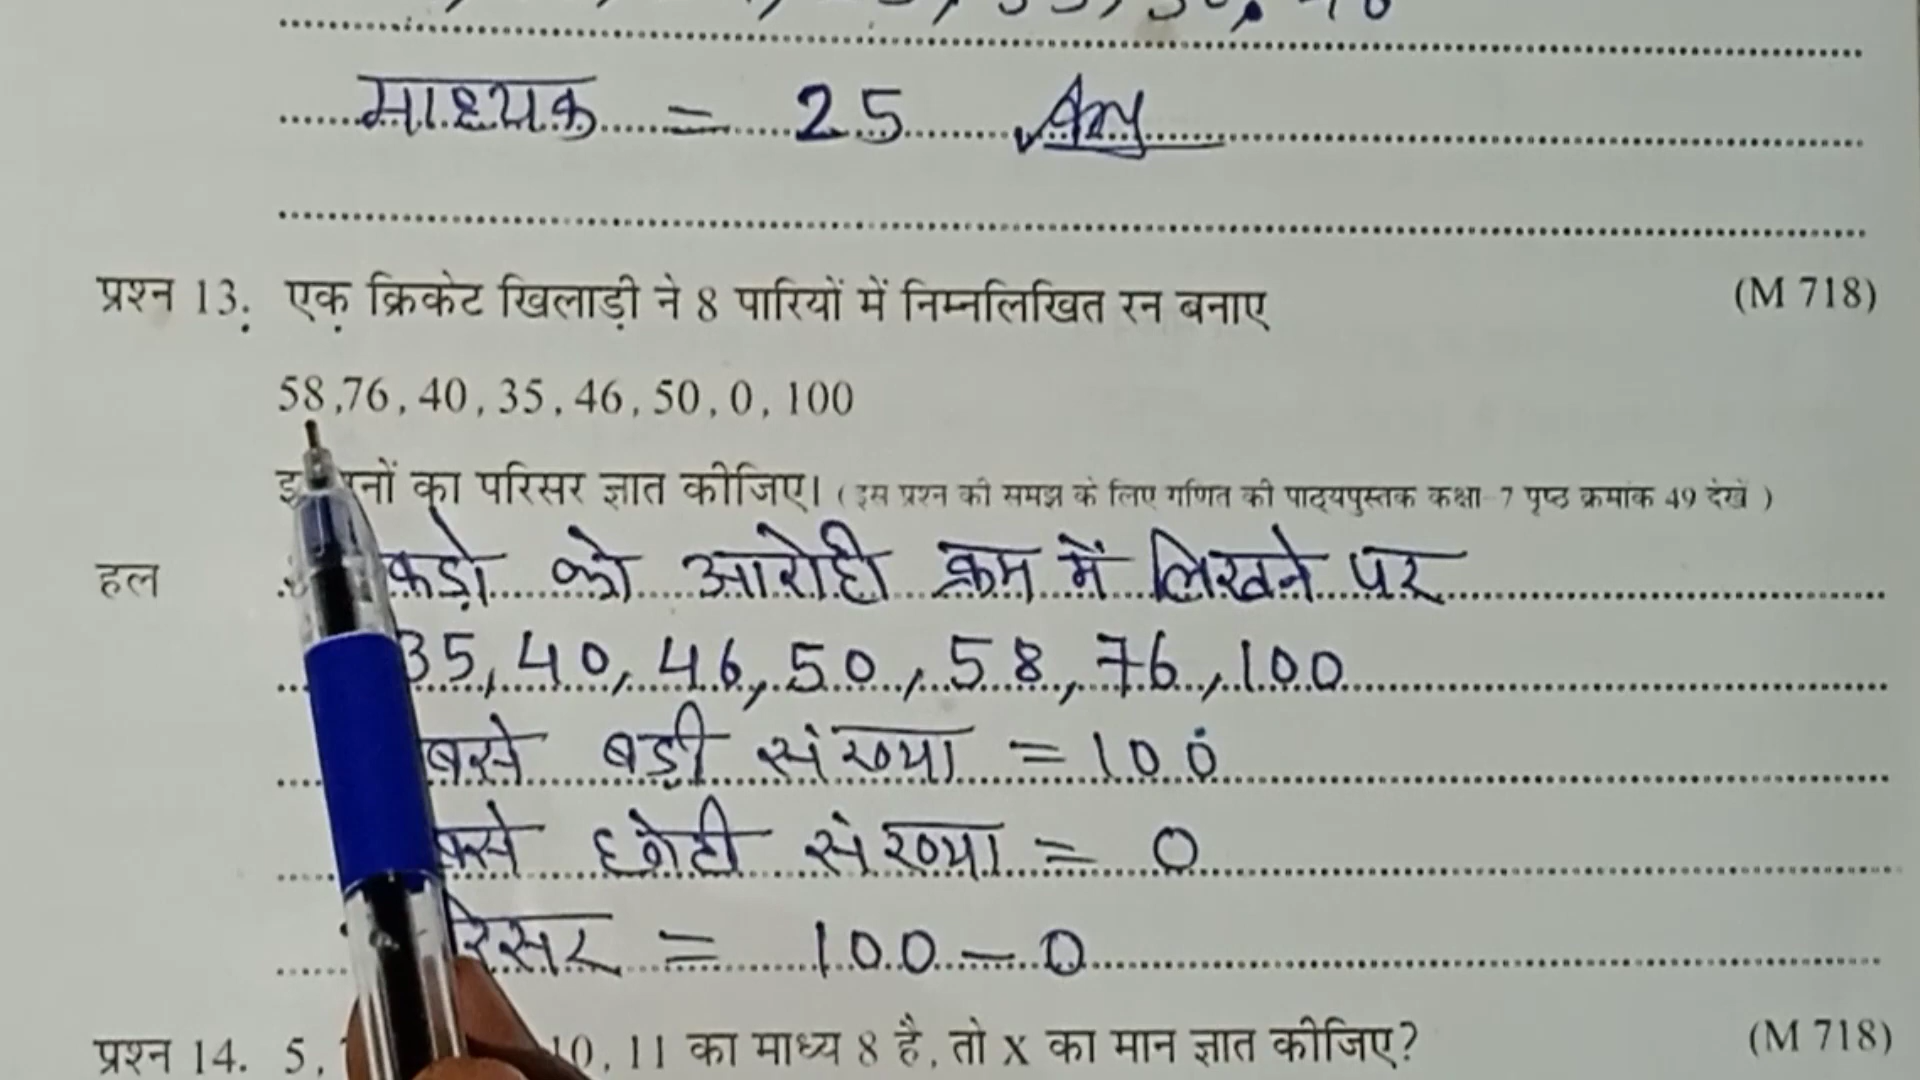 माध्यक = 25 Ans
प्रश्न 13. एक क्रिकेट खिलाड़ी ने 8 पारियों में निम्नलिखित रन बनाए (M 718)
58,76, 40, 35, 46, 50, 0, 100
का परिसर ज्ञात कीजिए। (इस प्रश्न की समझ के लिए गणित की पाठ्यपुस्तक कक्षा-7 पृष्ठ क्रमांक 49 देखें )
हल को आरोही क्रम में लिखने पर
35, 40, 46, 50, 58, 76, 100
बड़ी संख्या = 100
छोटी संख्या = 0
= 100 - 0
प्रश्न 14. 5, 10, 11 का माध्य 8 है, तो x का मान ज्ञात कीजिए? (M 718)